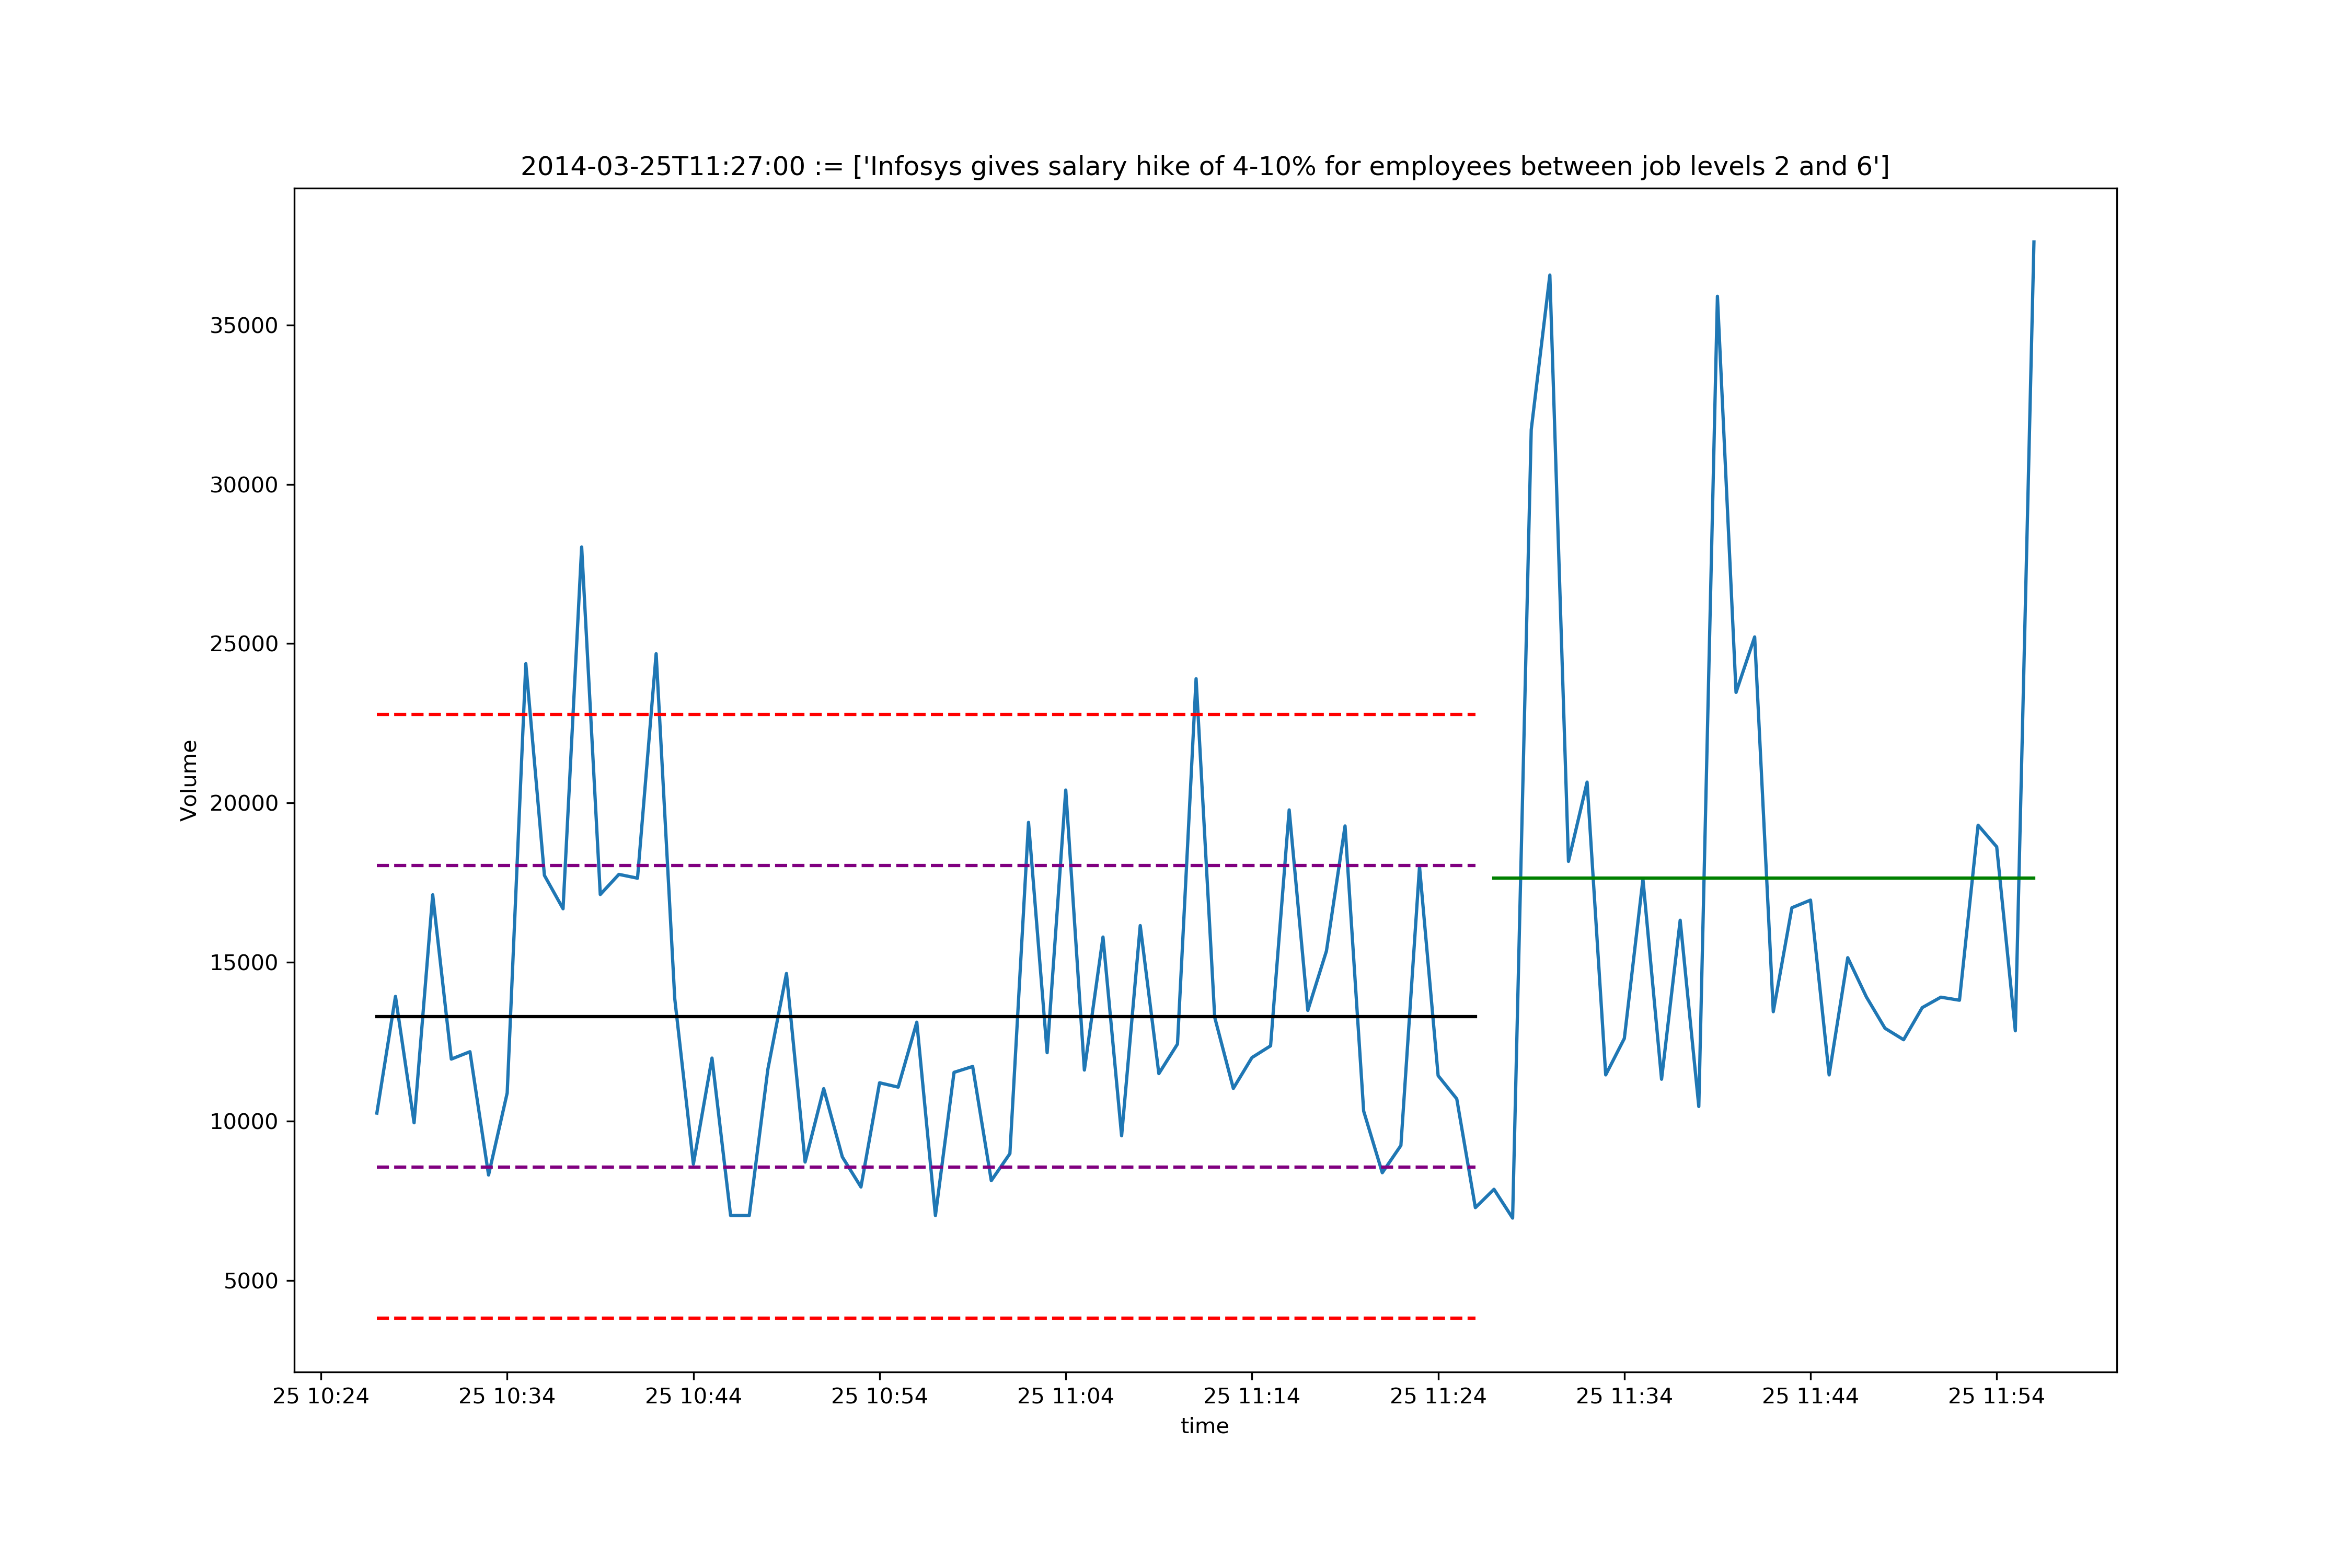 2014-03-25T11:27:00 := ['Infosys gives salary hike of 4-10% for employees between job levels 2 and 6']
35000
30000
25000
20000
15000
10000
5000
Volume
25 10:24 25 10:34 25 10:44 25 10:54 25 11:04 25 11:14 25 11:24 25 11:34 25 11:44 25 11:54
time